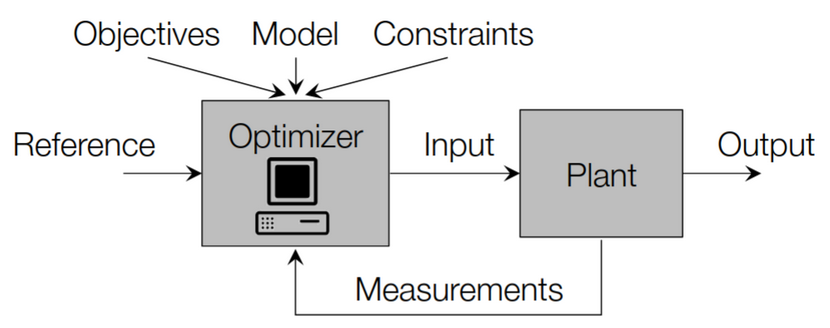 Objectives Model Constraints
Reference
Optimizer
Input
Plant
Output
Measurements